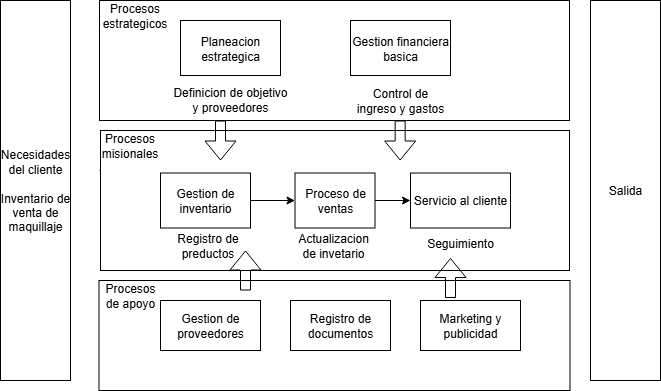 Procesos
estrategicos
Planeacion
estrategica
Gestion financiera
basica
Definicion de objetivo
y proveedores
Control de
ingreso y gastos
Necesidades
del cliente
Inventario de
venta de
maquillaje
Procesos
misionales
Gestion de
inventario
Proceso de
ventas
Servicio al cliente
Registro de
preductos
Actualizacion
de invetario
Seguimiento
Salida
Procesos
de apoyo
Gestion de
proveedores
Registro de
documentos
Marketing y
publicidad